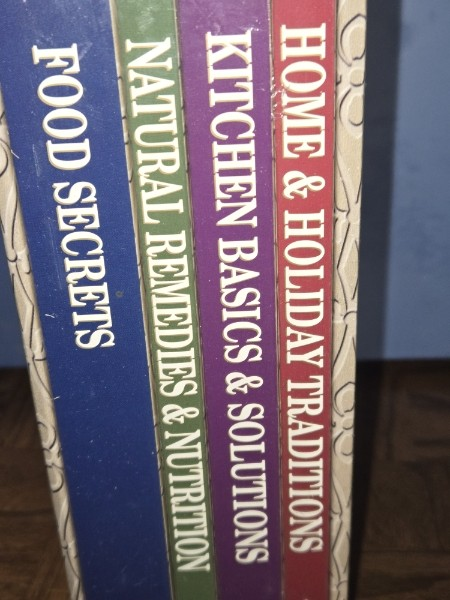 FOOD SECRETS
NATURAL REMEDIES & NUTRITION
KITCHEN BASICS & SOLUTIONS
HOME & HOLIDAY TRADITIONS